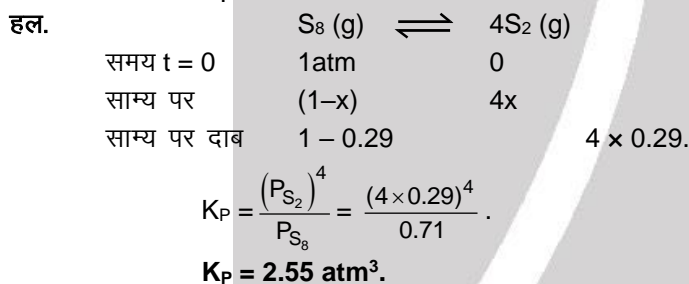 हल. S₈ (g) ⇌ 4S₂ (g)
समय t = 0 1atm 0
साम्य पर (1–x) 4x
साम्य पर दाब 1 – 0.29 4 × 0.29.
K_P = (P_S₂)⁴ / P_S₈ = (4×0.29)⁴ / 0.71 .
K_P = 2.55 atm³.